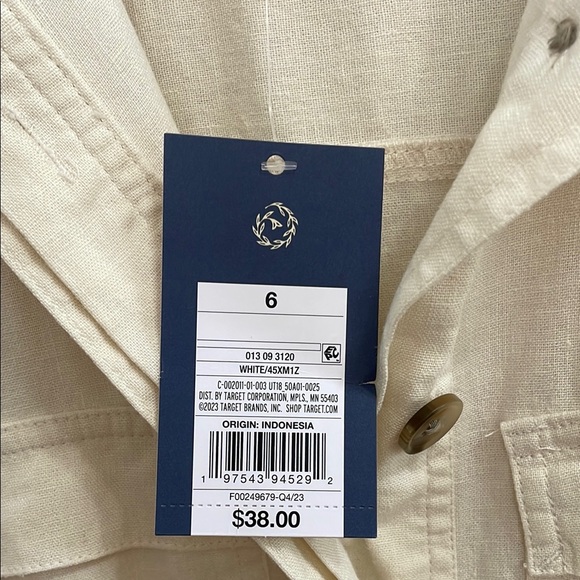 6
013 09 3120
WHITE/45XM1Z
C-002011-01-003 UT18_50A01-0025
DIST. BY TARGET CORPORATION, MPLS., MN 55403
©2023 TARGET BRANDS, INC. SHOP TARGET.COM
ORIGIN: INDONESIA
1 97543 94529 2
F00249679-Q4/23
$38.00